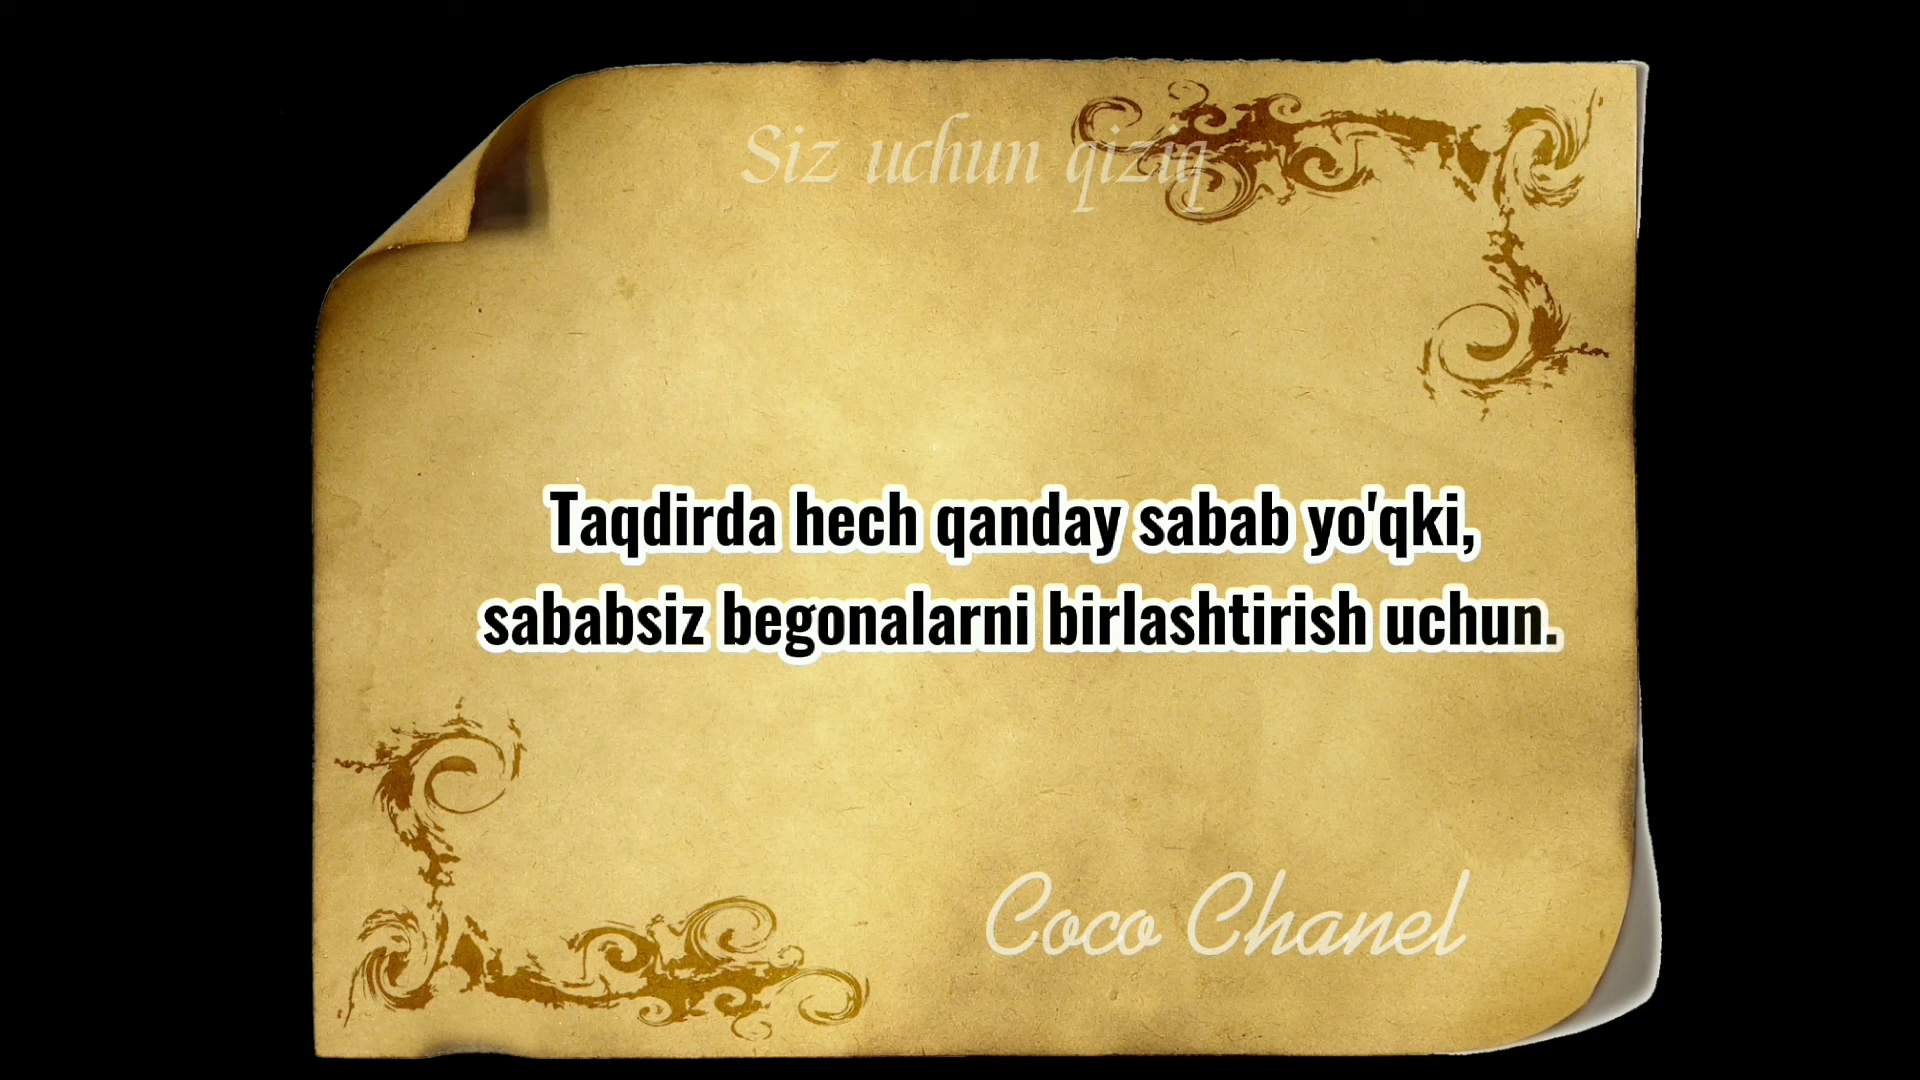 Siz uchun qiziq
Taqdirda hech qanday sabab yo'qki,
sababsiz begonalarni birlashtirish uchun.
Coco Chanel